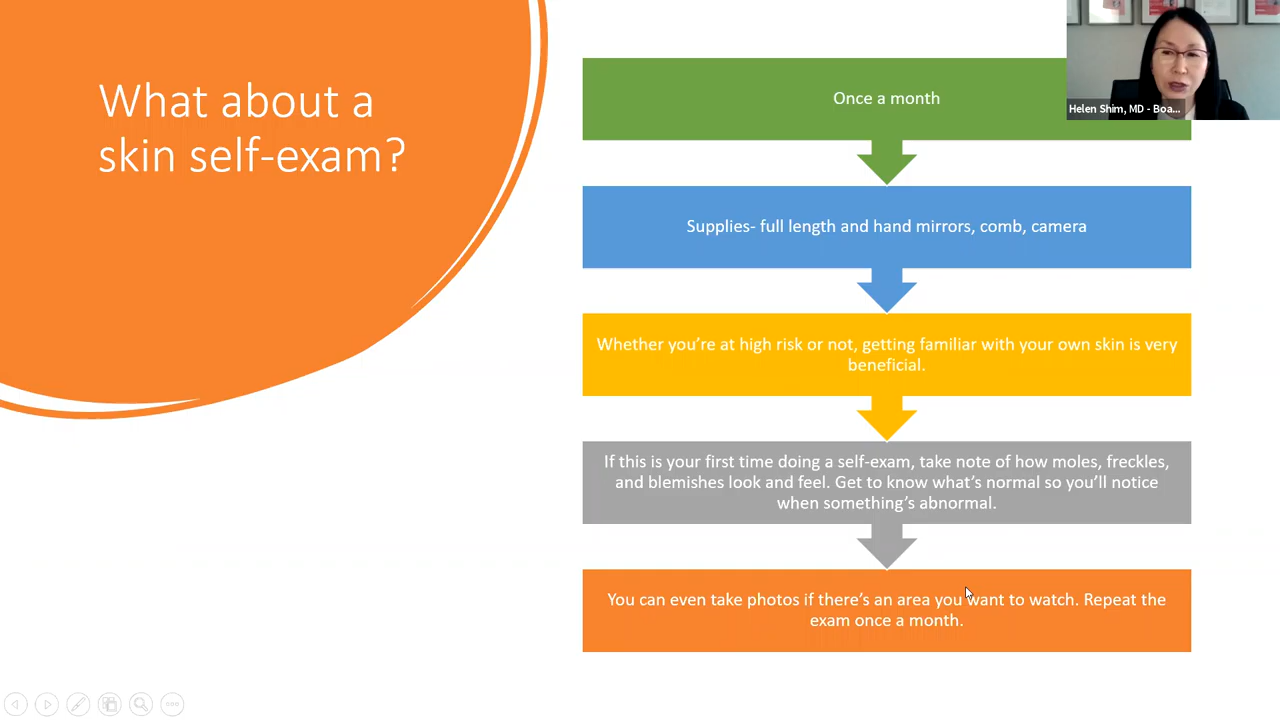 What about a
skin self-exam?
Once a month
Helen Shim, MD - Boa...
Supplies- full length and hand mirrors, comb, camera
Whether you’re at high risk or not, getting familiar with your own skin is very
beneficial.
If this is your first time doing a self-exam, take note of how moles, freckles,
and blemishes look and feel. Get to know what’s normal so you’ll notice
when something’s abnormal.
You can even take photos if there’s an area you want to watch. Repeat the
exam once a month.